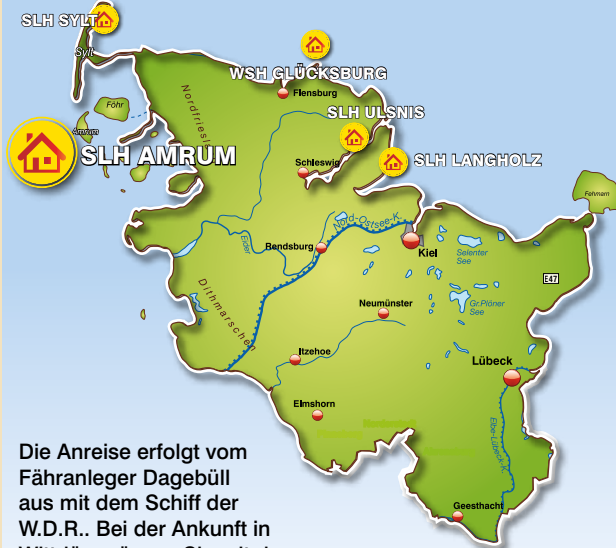 SLH SYLT
Sylt
WSH GLÜCKSBURG
Flensburg
Föhr
Nordfriesl
SLH ULSNIS
Amrum
SLH AMRUM
Schleswig
SLH LANGHOLZ
Fehmarn
Nord-Ostsee-K.
Eider
Rendsburg
Kiel
Selenter
See
E47
Dithmarschen
Neumünster
Gr.Plöner
See
Itzehoe
Lübeck
Elmshorn
Elbe-Lübeck-K.
Geesthacht
Die Anreise erfolgt vom
Fähranleger Dagebüll
aus mit dem Schiff der
W.D.R.. Bei der Ankunft in